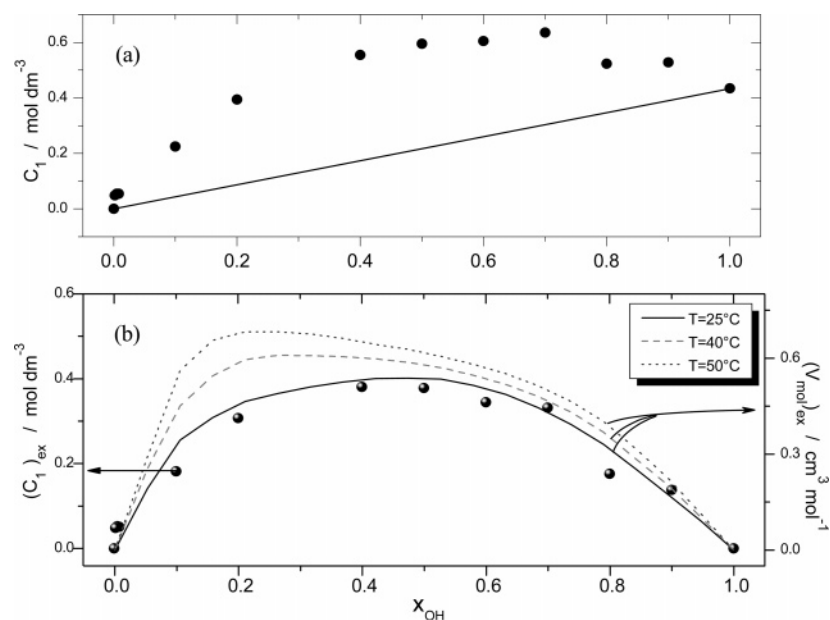 (a)
C₁ / mol dm⁻³
0.6
0.4
0.2
0.0
0.0 0.2 0.4 0.6 0.8 1.0
(b)
T=25°C
T=40°C
T=50°C
(C₁)ₑₓ / mol dm⁻³
0.6
0.4
0.2
0.0
(Vₘₒₗ)ₑₓ / cm³ mol⁻¹
0.6
0.3
0.0
0.0 0.2 0.4 0.6 0.8 1.0
x_OH